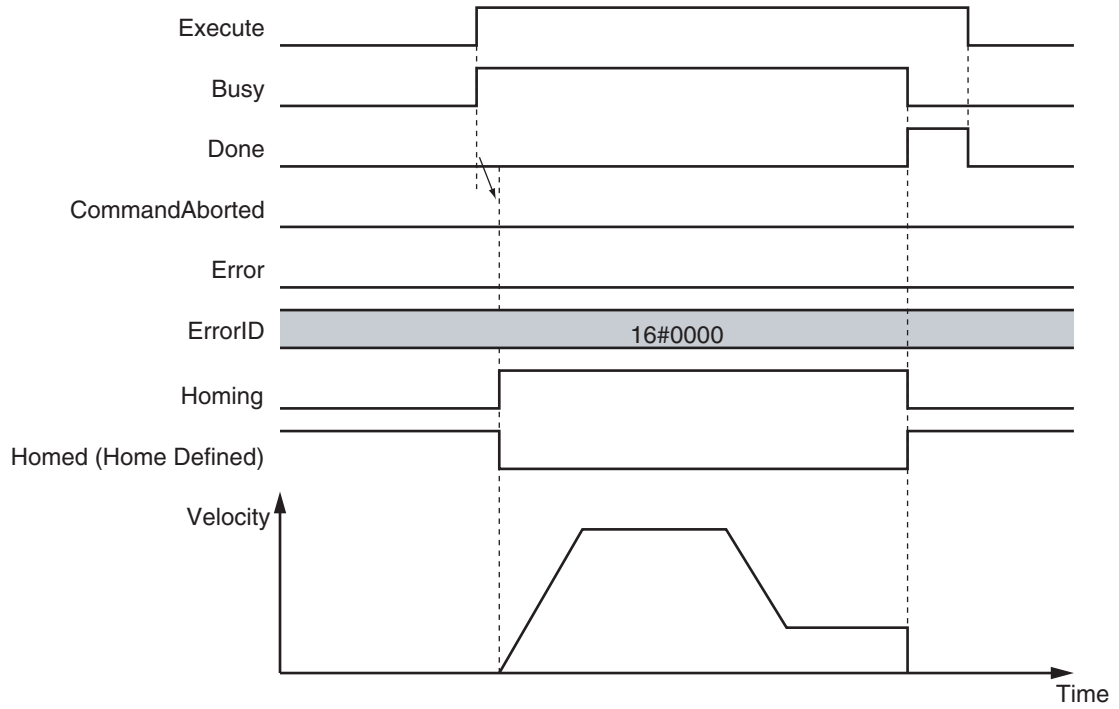 Execute
Busy
Done
CommandAborted
Error
ErrorID
16#0000
Homing
Homed (Home Defined)
Velocity
Time